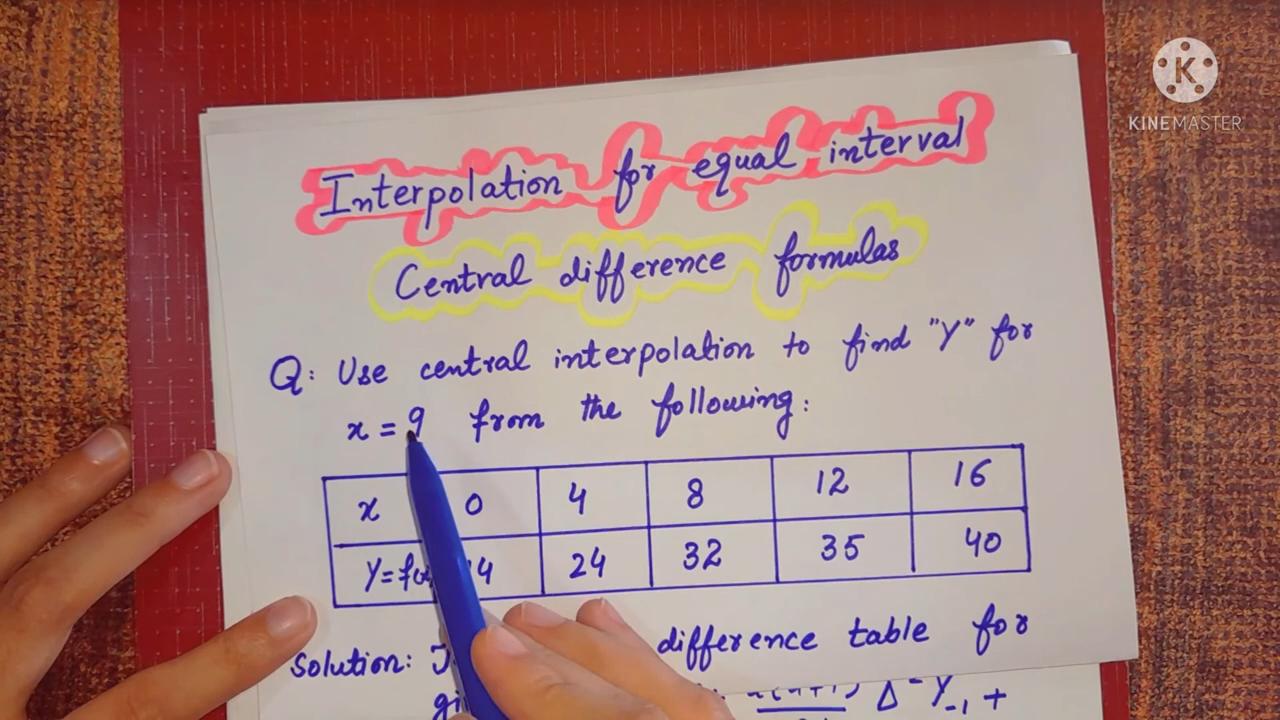 KINEMASTER
Interpolation for equal interval
Central difference formulas
Q: Use central interpolation to find "Y" for
x = 9 from the following:
x 0 4 8 12 16
24 32 35 40
Solution: difference table for